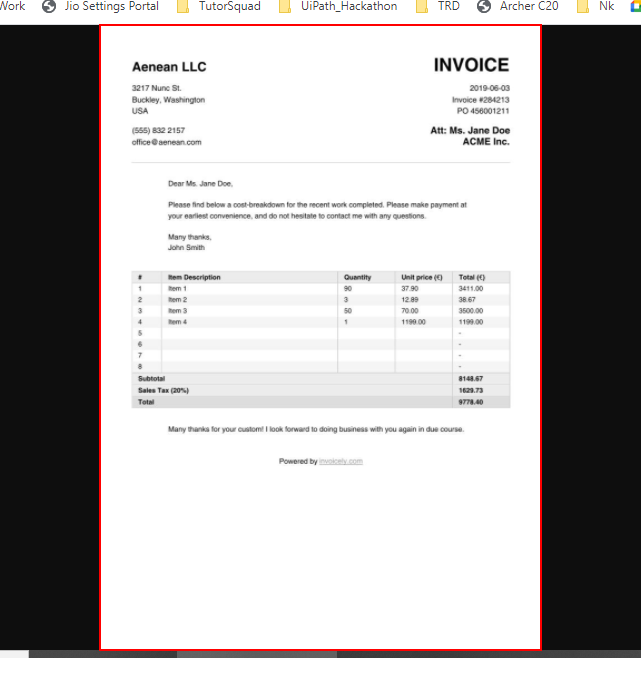 Work Jio Settings Portal TutorSquad UiPath_Hackathon TRD Archer C20 Nk
Aenean LLC INVOICE
3217 Nunc St. 2019-06-03
Buckley, Washington Invoice #284213
USA PO 456001211
(555) 832 2157 Att: Ms. Jane Doe
office@aenean.com ACME Inc.
Dear Ms. Jane Doe,
Please find below a cost-breakdown for the recent work completed. Please make payment at
your earliest convenience, and do not hesitate to contact me with any questions.
Many thanks,
John Smith
# Item Description Quantity Unit price (€) Total (€)
1 Item 1 90 37.90 3411.00
2 Item 2 3 12.89 38.67
3 Item 3 50 70.00 3500.00
4 Item 4 1 1199.00 1199.00
5 -
6 -
7 -
8 -
Subtotal 8148.67
Sales Tax (20%) 1629.73
Total 9778.40
Many thanks for your custom! I look forward to doing business with you again in due course.
Powered by invoicely.com